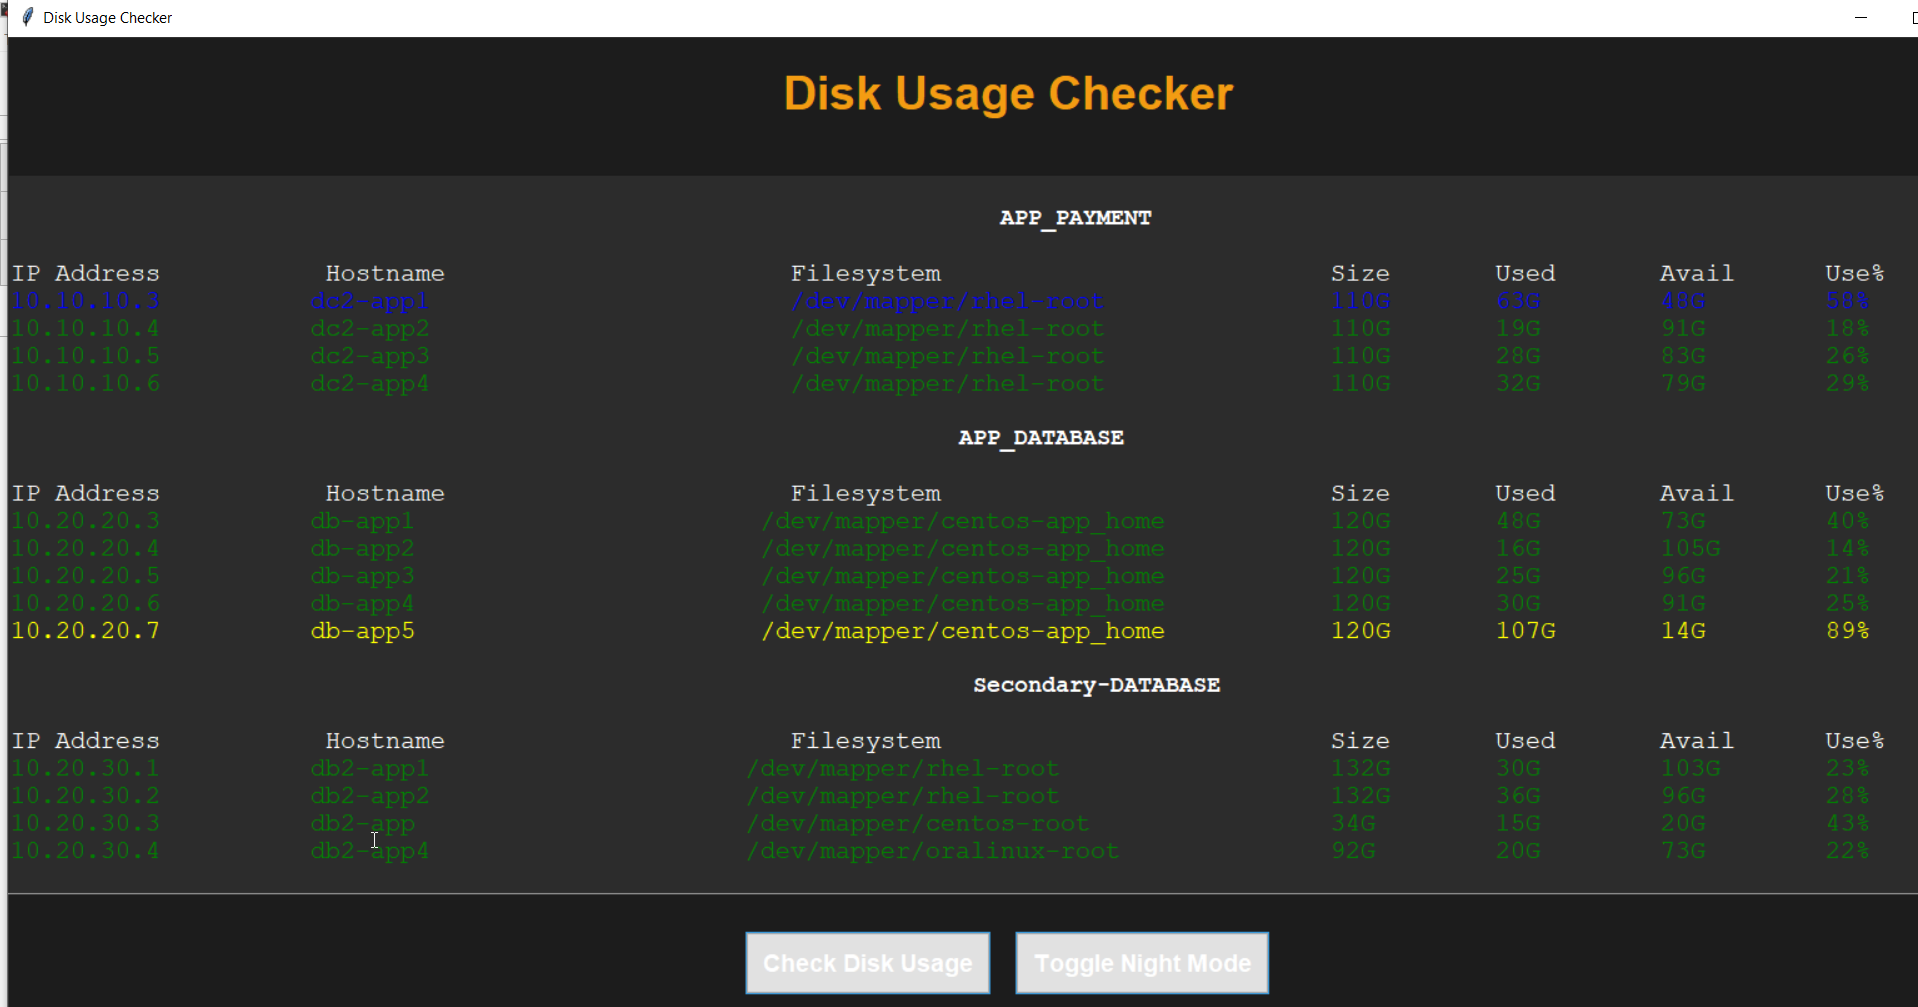 Disk Usage Checker
Disk Usage Checker
APP_PAYMENT
IP Address Hostname Filesystem Size Used Avail Use%
10.10.10.3 dc2-app1 /dev/mapper/rhel-root 110G 63G 48G 58%
10.10.10.4 dc2-app2 /dev/mapper/rhel-root 110G 19G 91G 18%
10.10.10.5 dc2-app3 /dev/mapper/rhel-root 110G 28G 83G 26%
10.10.10.6 dc2-app4 /dev/mapper/rhel-root 110G 32G 79G 29%
APP_DATABASE
IP Address Hostname Filesystem Size Used Avail Use%
10.20.20.3 db-app1 /dev/mapper/centos-app_home 120G 48G 73G 40%
10.20.20.4 db-app2 /dev/mapper/centos-app_home 120G 16G 105G 14%
10.20.20.5 db-app3 /dev/mapper/centos-app_home 120G 25G 96G 21%
10.20.20.6 db-app4 /dev/mapper/centos-app_home 120G 30G 91G 25%
10.20.20.7 db-app5 /dev/mapper/centos-app_home 120G 107G 14G 89%
Secondary-DATABASE
IP Address Hostname Filesystem Size Used Avail Use%
10.20.30.1 db2-app1 /dev/mapper/rhel-root 132G 30G 103G 23%
10.20.30.2 db2-app2 /dev/mapper/rhel-root 132G 36G 96G 28%
10.20.30.3 db2-app /dev/mapper/centos-root 34G 15G 20G 43%
10.20.30.4 db2-app4 /dev/mapper/oralinux-root 92G 20G 73G 22%
Check Disk Usage Toggle Night Mode